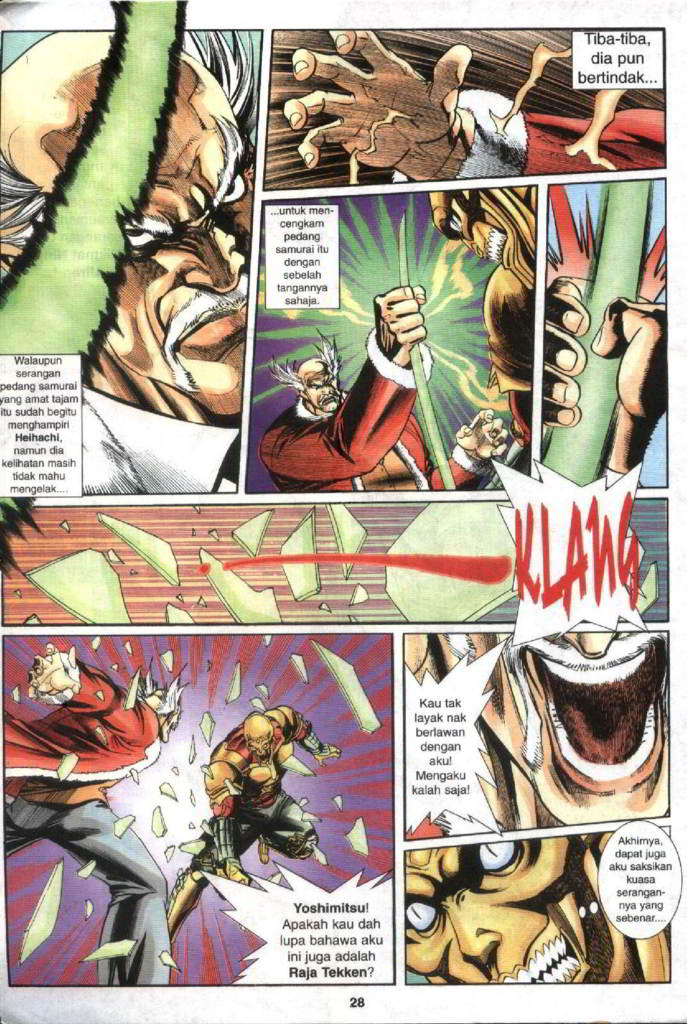 Walaupun
serangan
pedang samurai
yang amat tajam
itu sudah begitu
menghampiri
Heihachi,
namun dia
kelihatan masih
tidak mahu
mengelak....
Tiba-tiba,
dia pun
bertindak...
...untuk men-
cengkam
pedang
samurai itu
dengan
sebelah
tangannya
sahaja.
KLANG
Yoshimitsu!
Apakah kau dah
lupa bahawa aku
ini juga adalah
Raja Tekken?
Kau tak
layak nak
berlawan
dengan
aku!
Mengaku
kalah saja!
Akhirnya,
dapat juga
aku saksikan
kuasa
serangan-
nya yang
sebenar....
28